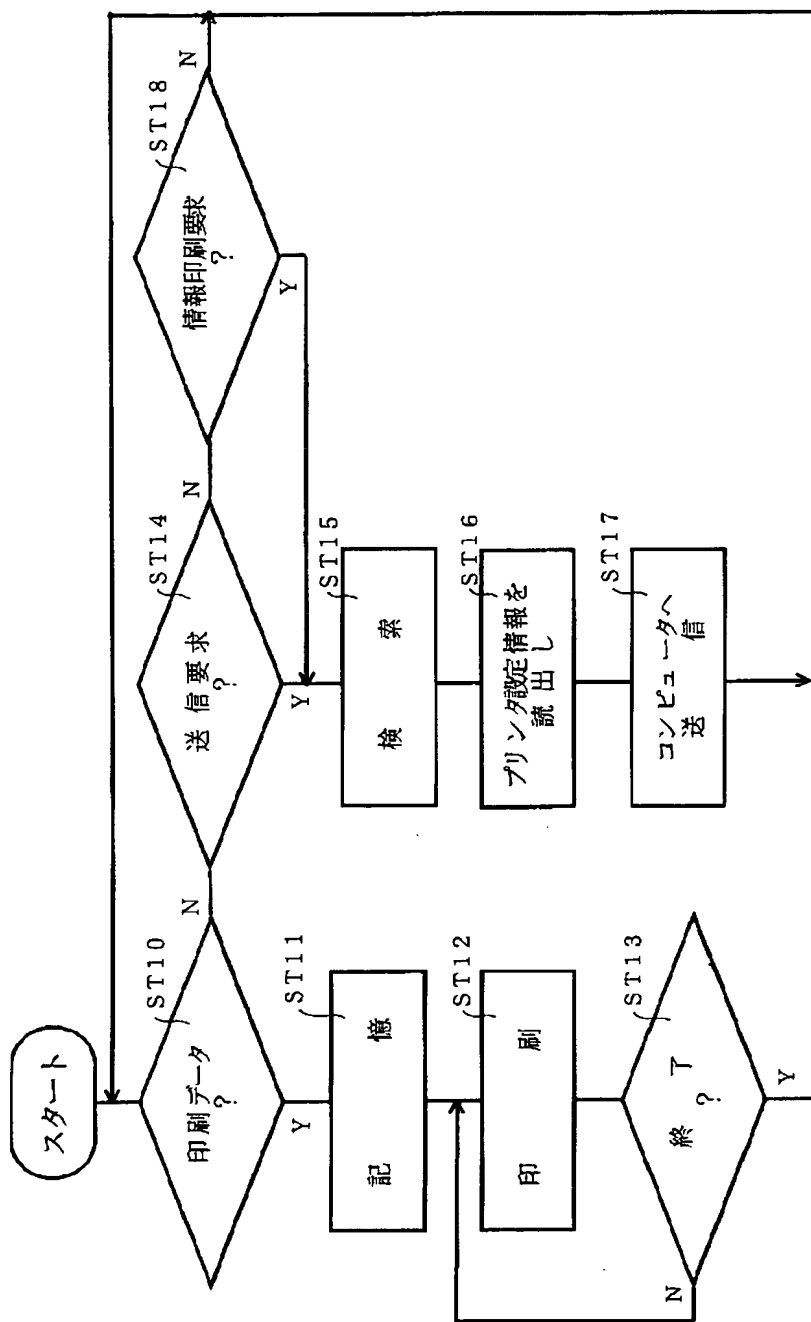 スタート
ST10
印刷データ
?
N
Y
ST11
記憶
ST12
印刷
ST13
終了
?
N
Y
ST14
送信要求
?
N
Y
ST15
検索
ST16
プリンタ設定情報を
読出し
ST17
コンピュータへ
送信
ST18
情報印刷要求
?
N
Y